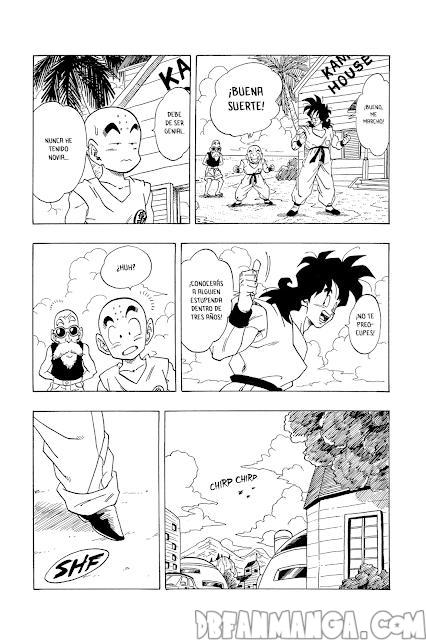 KAM
HOUSE
¡BUENO,
ME
MARCHO!
¡BUENA
SUERTE!
KA
DEBE
DE SER
GENIAL.
NUNCA HE
TENIDO
NOVIA...
¡NO TE
PREO-
CUPES!
¡CONOCERÁS
A ALGUIEN
ESTUPENDA
DENTRO DE
TRES AÑOS!
¿HUH?
CHIRP CHIRP
SHF
DBFANMANGA.COM